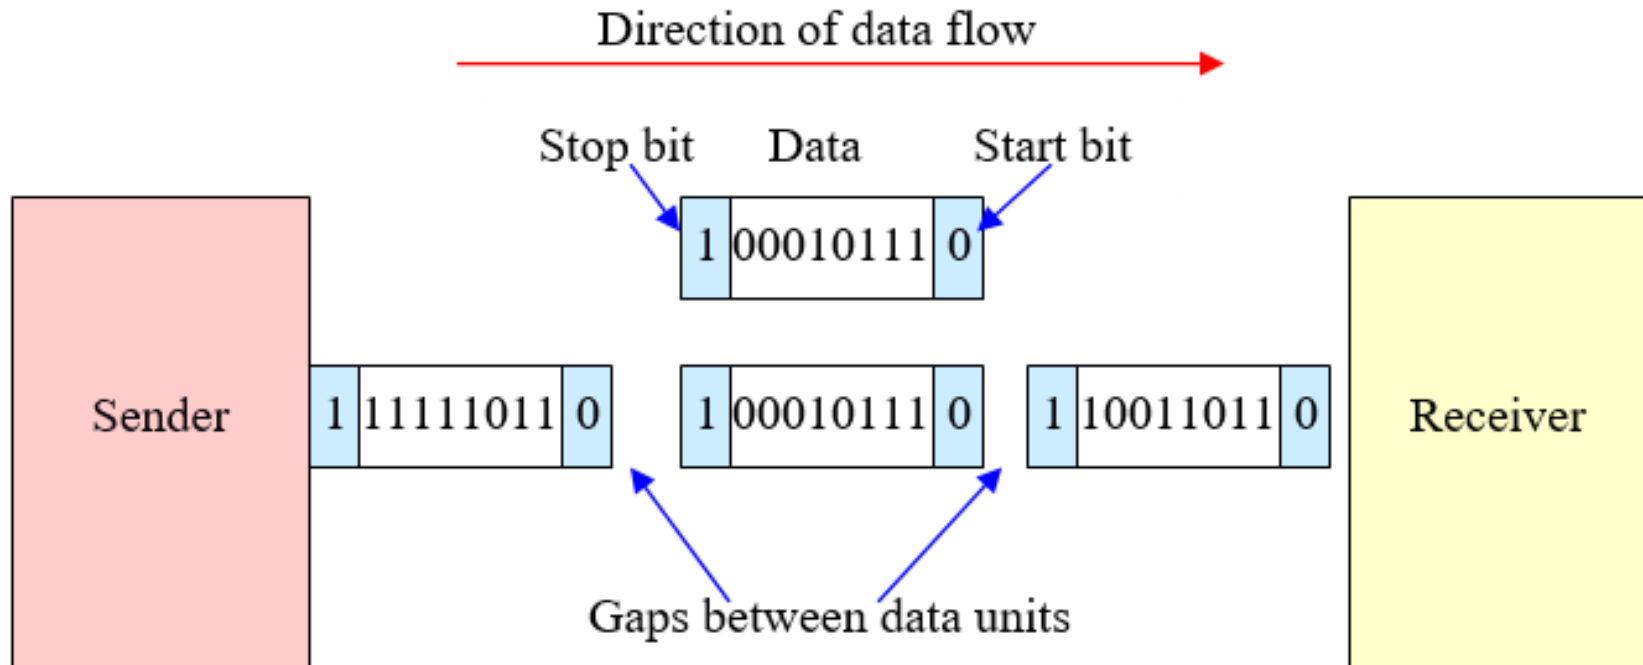 Direction of data flow
Stop bit Data Start bit
1 00010111 0
Sender 1 11111011 0 1 00010111 0 1 10011011 0 Receiver
Gaps between data units